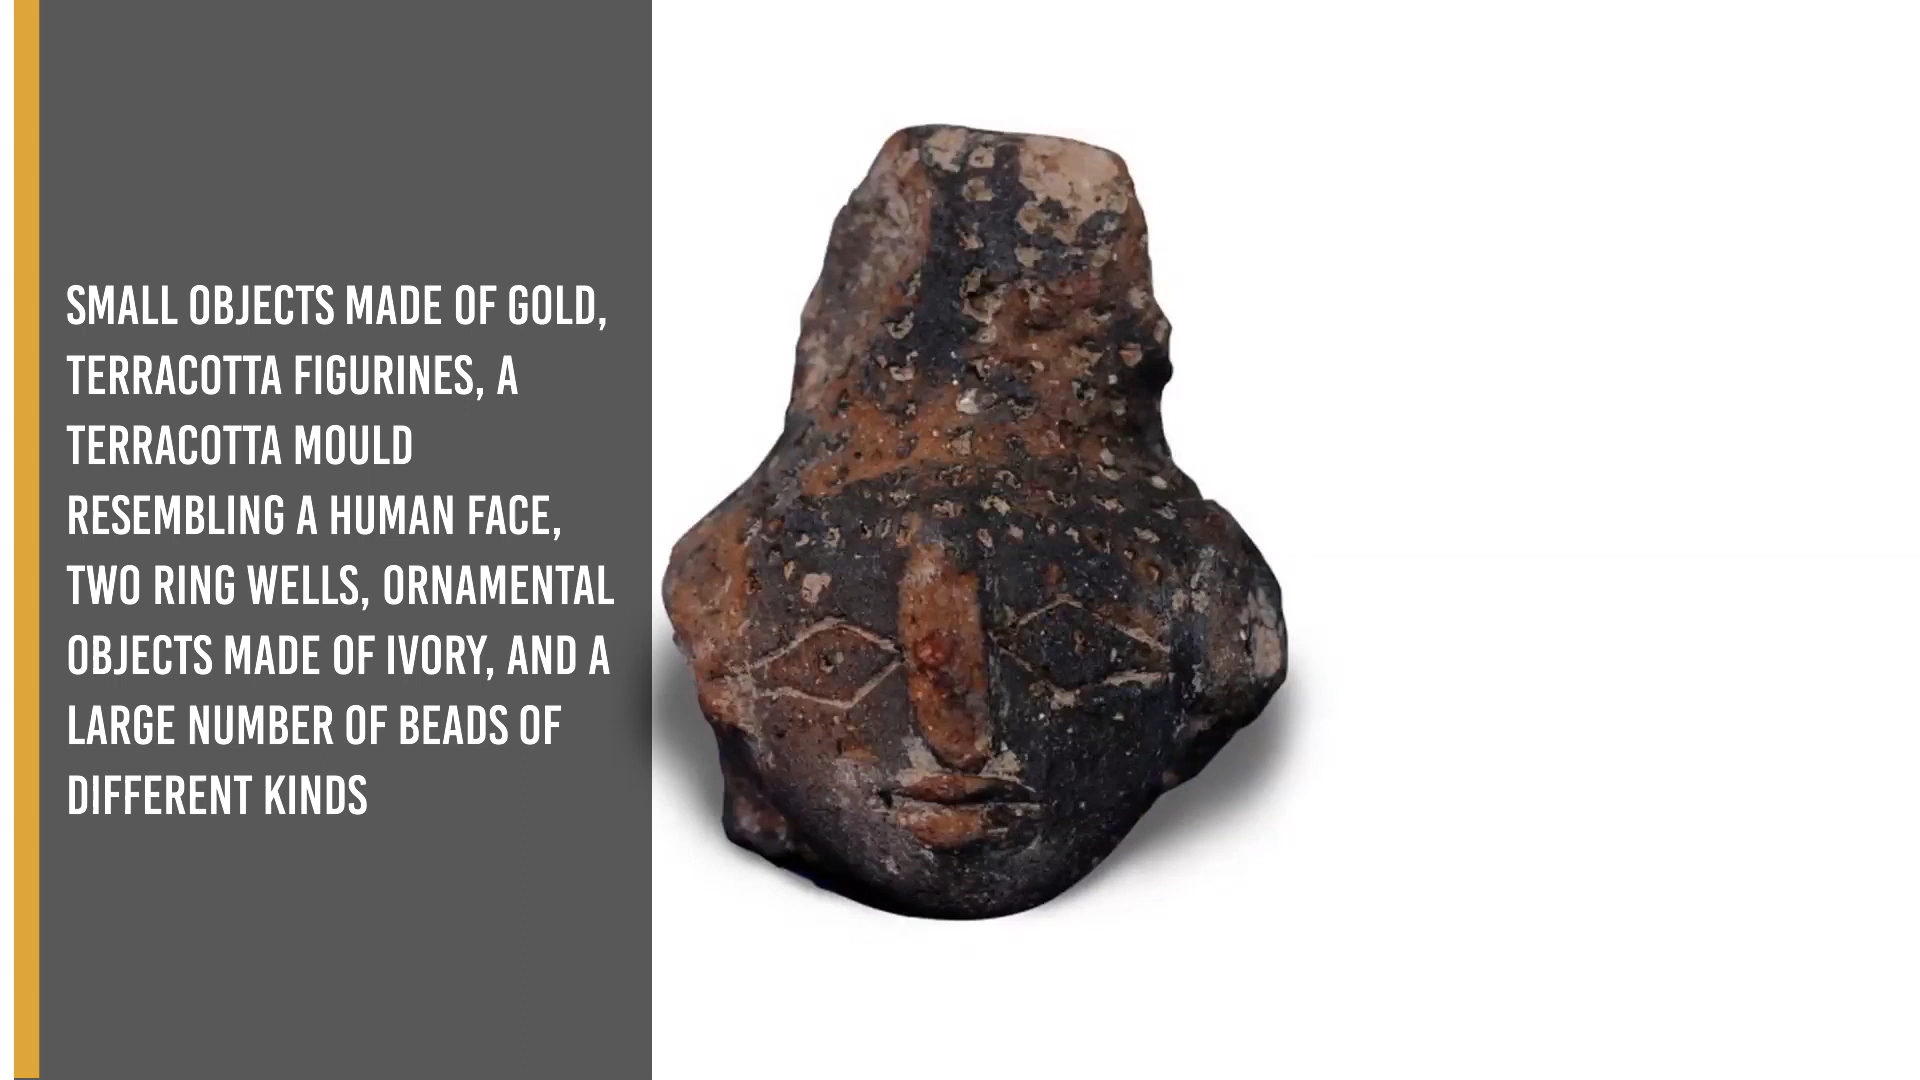 SMALL OBJECTS MADE OF GOLD,
TERRACOTTA FIGURINES, A
TERRACOTTA MOULD
RESEMBLING A HUMAN FACE,
TWO RING WELLS, ORNAMENTAL
OBJECTS MADE OF IVORY, AND A
LARGE NUMBER OF BEADS OF
DIFFERENT KINDS